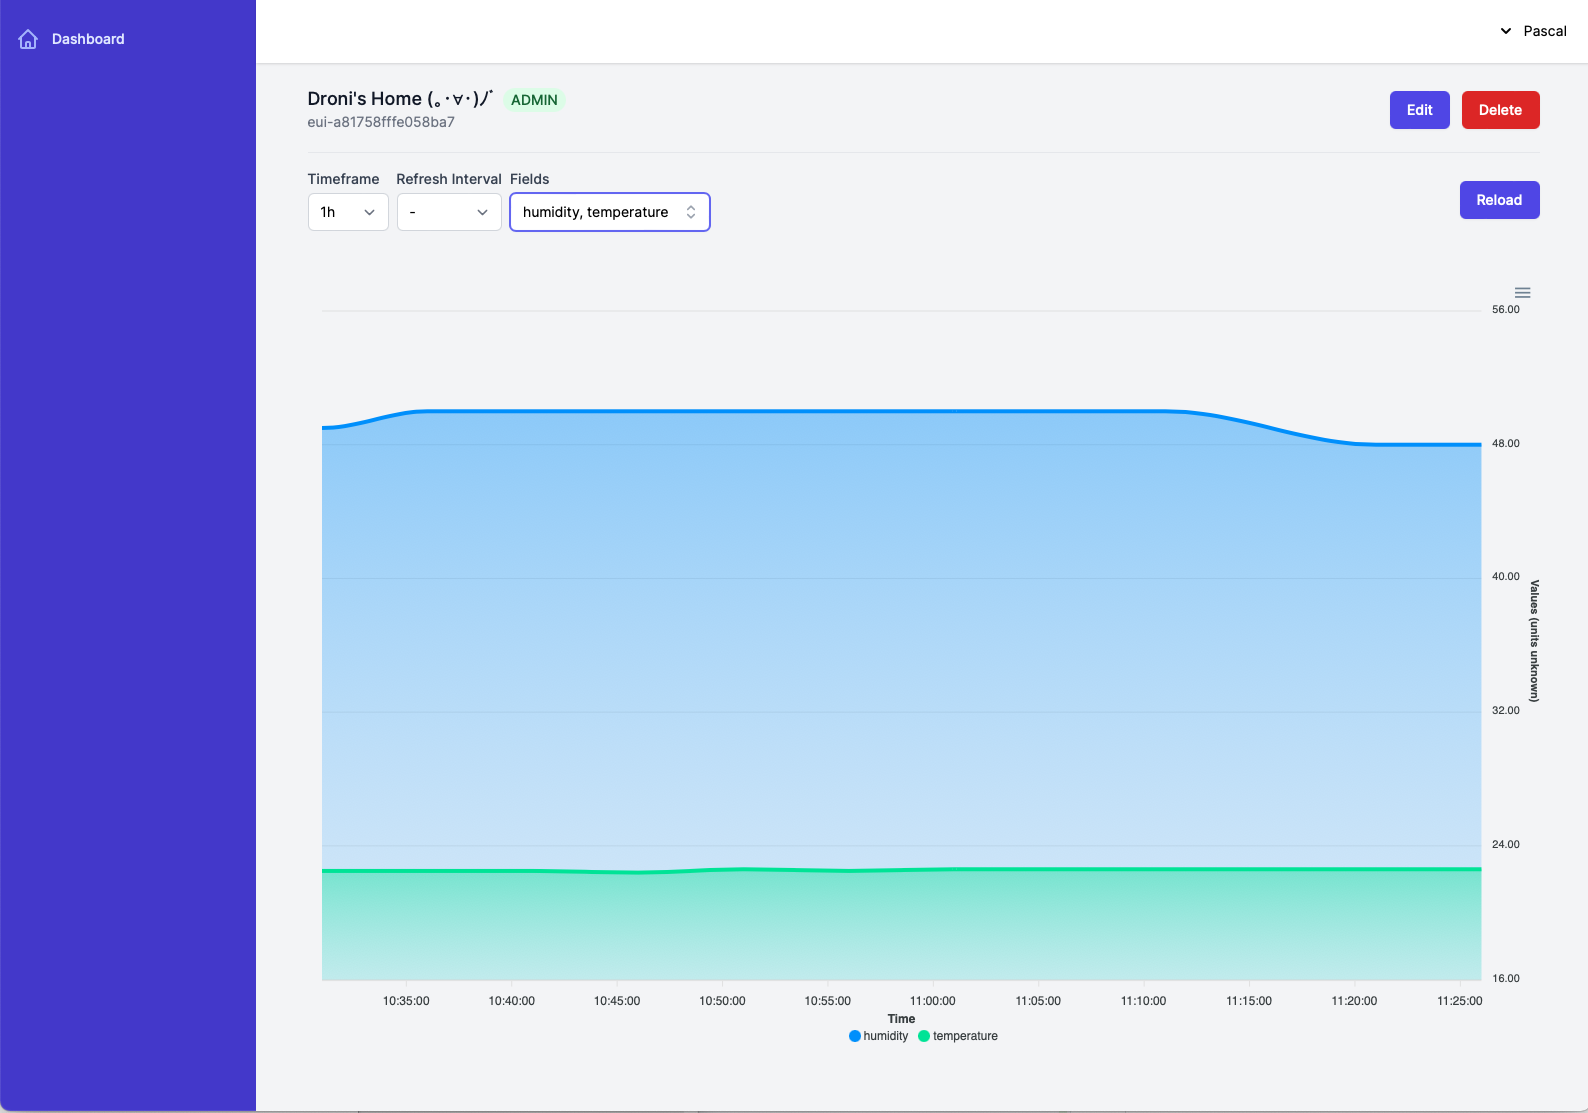 Dashboard
Pascal
Droni's Home (｡･∀･)ﾉﾞ ADMIN
eui-a81758fffe058ba7
Edit
Delete
Timeframe Refresh Interval Fields
1h - humidity, temperature
Reload
56.00
48.00
40.00
32.00
24.00
16.00
Values (units unknown)
10:35:00 10:40:00 10:45:00 10:50:00 10:55:00 11:00:00 11:05:00 11:10:00 11:15:00 11:20:00 11:25:00
Time
humidity temperature